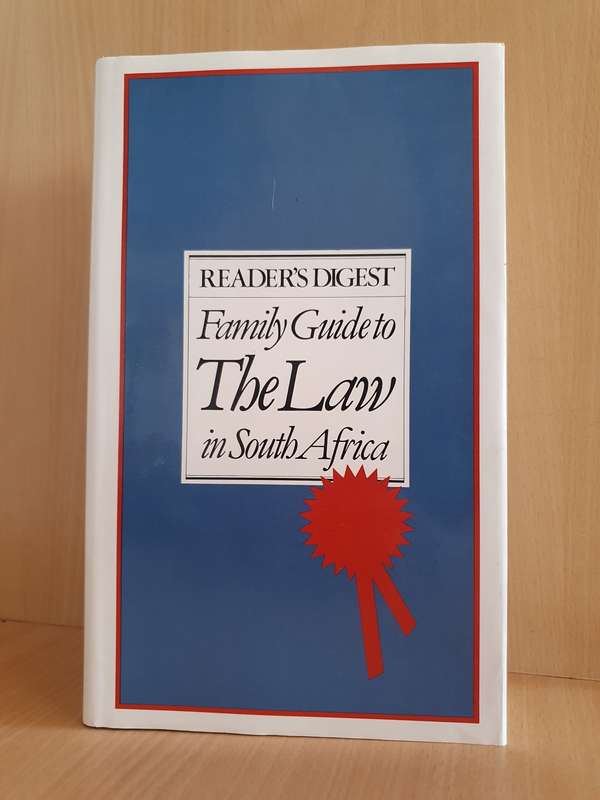 READER'S DIGEST
Family Guide to
The Law
in South Africa